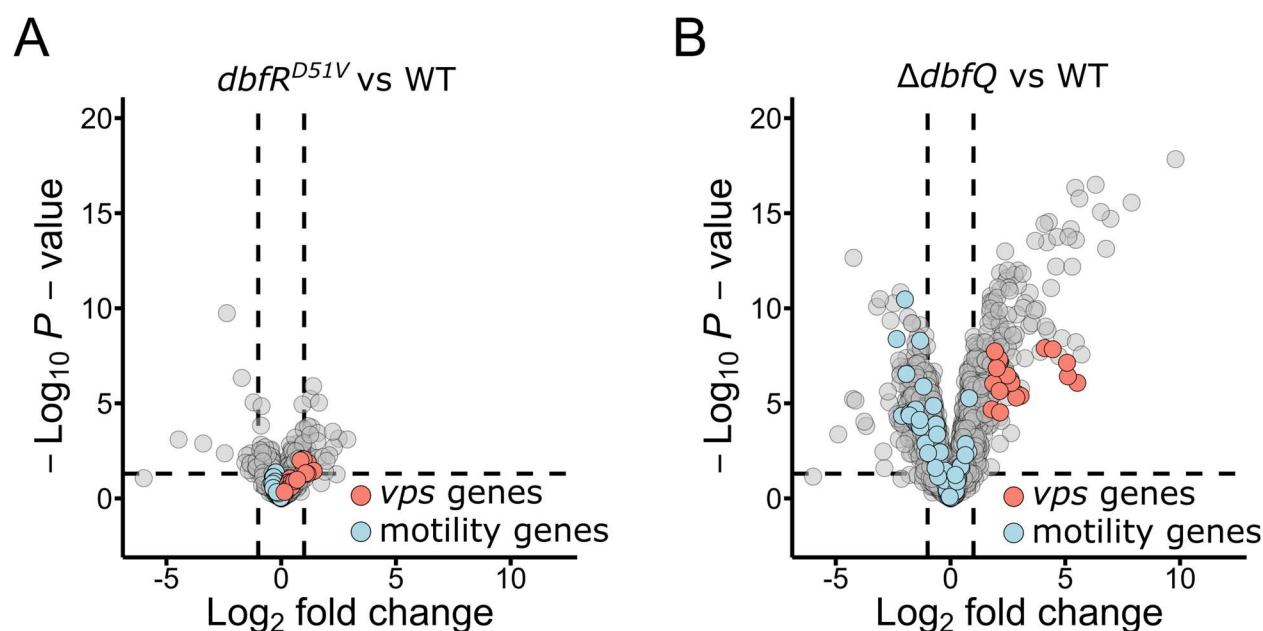 A
dbfR^D51V vs WT
20
15
10
5
0
− Log₁₀ P − value
vps genes
motility genes
-5 0 5 10
Log₂ fold change
B
ΔdbfQ vs WT
20
15
10
5
0
− Log₁₀ P − value
vps genes
motility genes
-5 0 5 10
Log₂ fold change